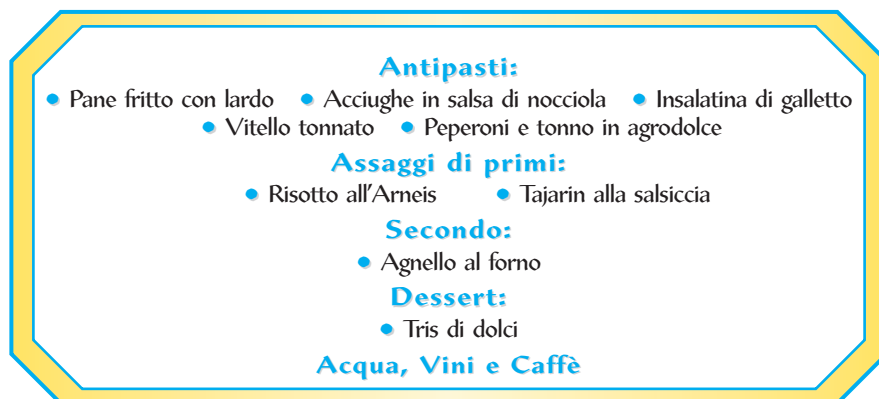 Antipasti:
• Pane fritto con lardo • Acciughe in salsa di nocciola • Insalatina di galletto
• Vitello tonnato • Peperoni e tonno in agrodolce
Assaggi di primi:
• Risotto all'Arneis • Tajarin alla salsiccia
Secondo:
• Agnello al forno
Dessert:
• Tris di dolci
Acqua, Vini e Caffè